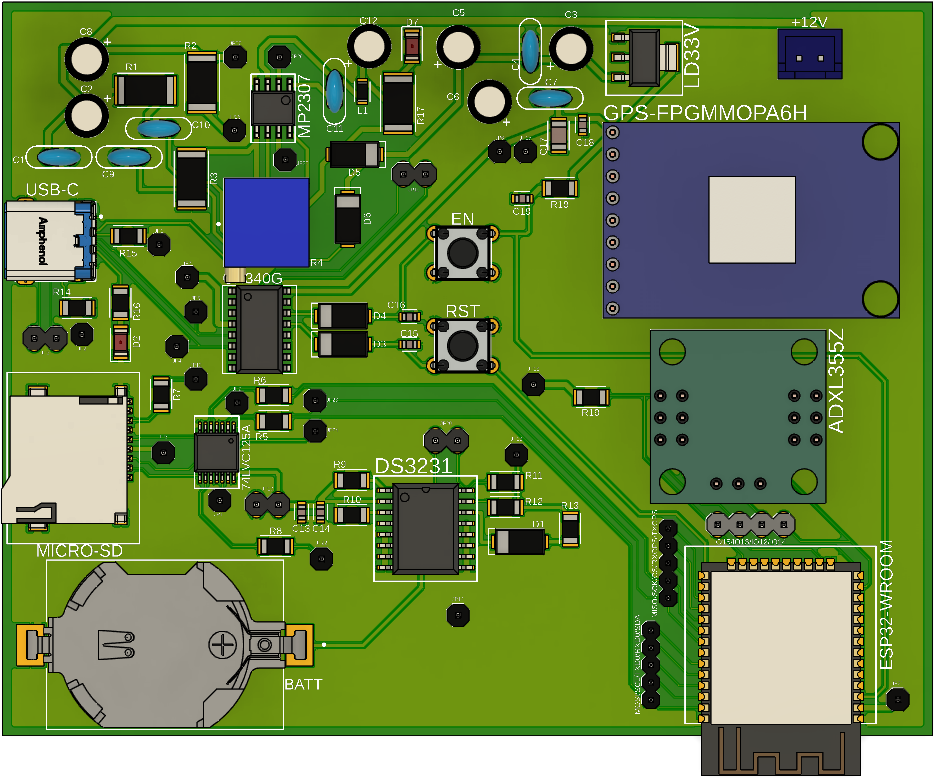 C8
R2
C12
D7
C5
C3
+12V
R1
C4
LD33V
C2
MP2307
L1
C6
C7
R17
C11
GPS-FPGMMOPA6H
C10
C17
C18
C1
C9
D5
R3
USB-C
C19
R19
D6
Amphenol
EN
R15
R4
340G
R14
R16
C16
RST
D4
D2
C15
D3
ADXL355Z
R7
R6
R5
74LVC125A
DS3231
R9
R11
R10
R12
R13
C13
C14
D1
R8
MICRO-SD
ESP32-WROOM
BATT